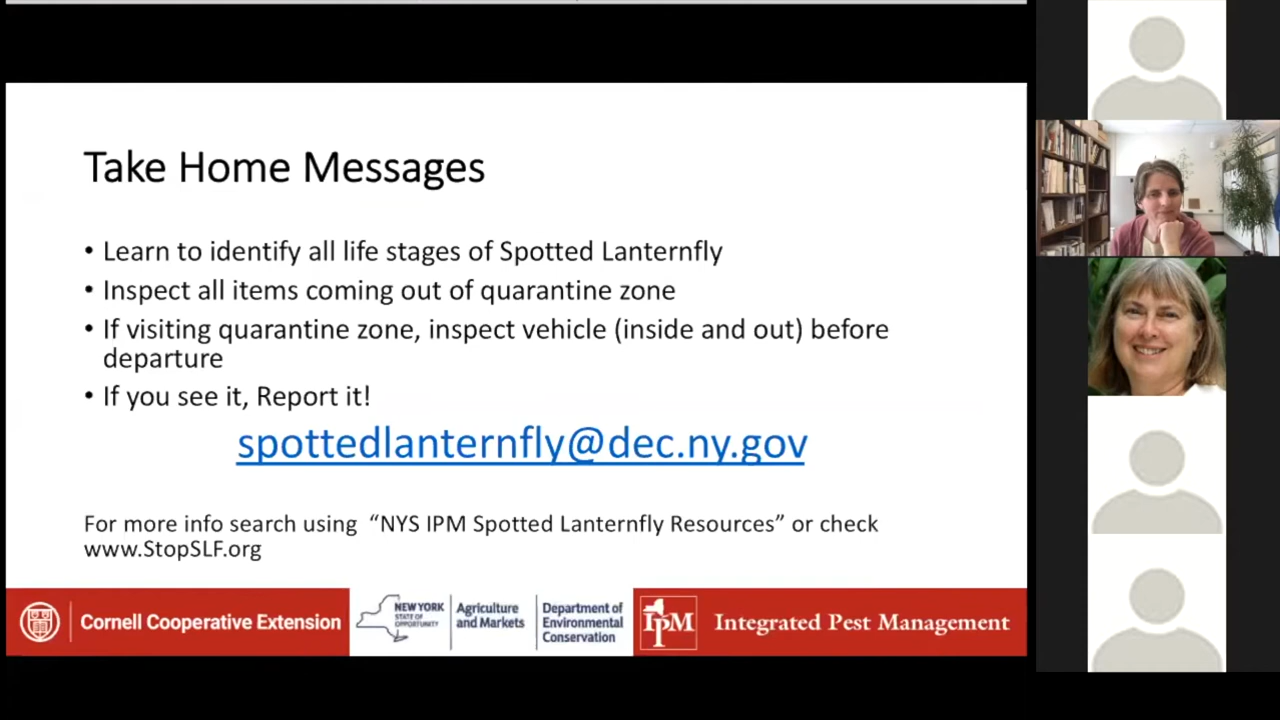 Take Home Messages
• Learn to identify all life stages of Spotted Lanternfly
• Inspect all items coming out of quarantine zone
• If visiting quarantine zone, inspect vehicle (inside and out) before
departure
• If you see it, Report it!
spottedlanternfly@dec.ny.gov
For more info search using “NYS IPM Spotted Lanternfly Resources” or check
www.StopSLF.org
Cornell Cooperative Extension
NEW YORK
STATE OF
OPPORTUNITY
Agriculture
and Markets
Department of
Environmental
Conservation
IPM
Integrated Pest Management